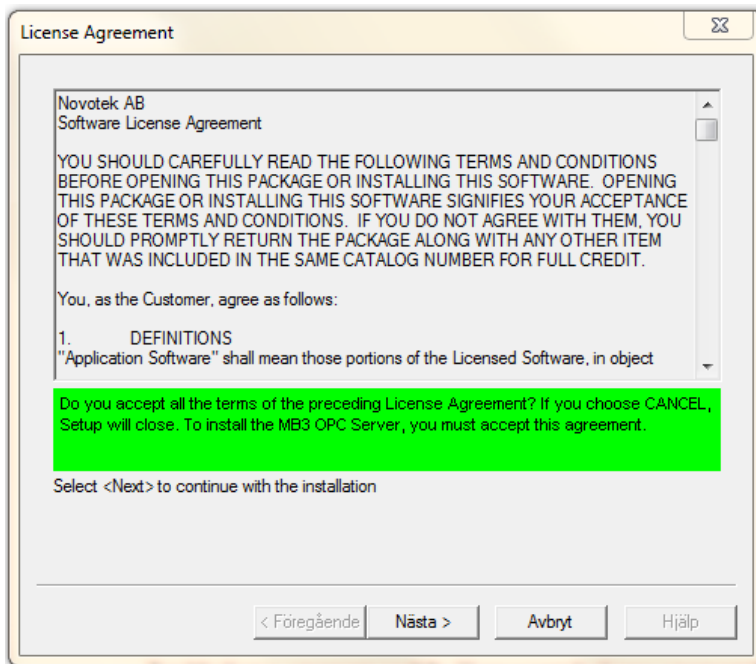 License Agreement
Novotek AB
Software License Agreement
YOU SHOULD CAREFULLY READ THE FOLLOWING TERMS AND CONDITIONS
BEFORE OPENING THIS PACKAGE OR INSTALLING THIS SOFTWARE.  OPENING
THIS PACKAGE OR INSTALLING THIS SOFTWARE SIGNIFIES YOUR ACCEPTANCE
OF THESE TERMS AND CONDITIONS.  IF YOU DO NOT AGREE WITH THEM, YOU
SHOULD PROMPTLY RETURN THE PACKAGE ALONG WITH ANY OTHER ITEM
THAT WAS INCLUDED IN THE SAME CATALOG NUMBER FOR FULL CREDIT.
You, as the Customer, agree as follows:
1. DEFINITIONS
"Application Software" shall mean those portions of the Licensed Software, in object
Do you accept all the terms of the preceding License Agreement? If you choose CANCEL,
Setup will close. To install the MB3 OPC Server, you must accept this agreement.
Select <Next> to continue with the installation
< Föregående Nästa > Avbryt Hjälp